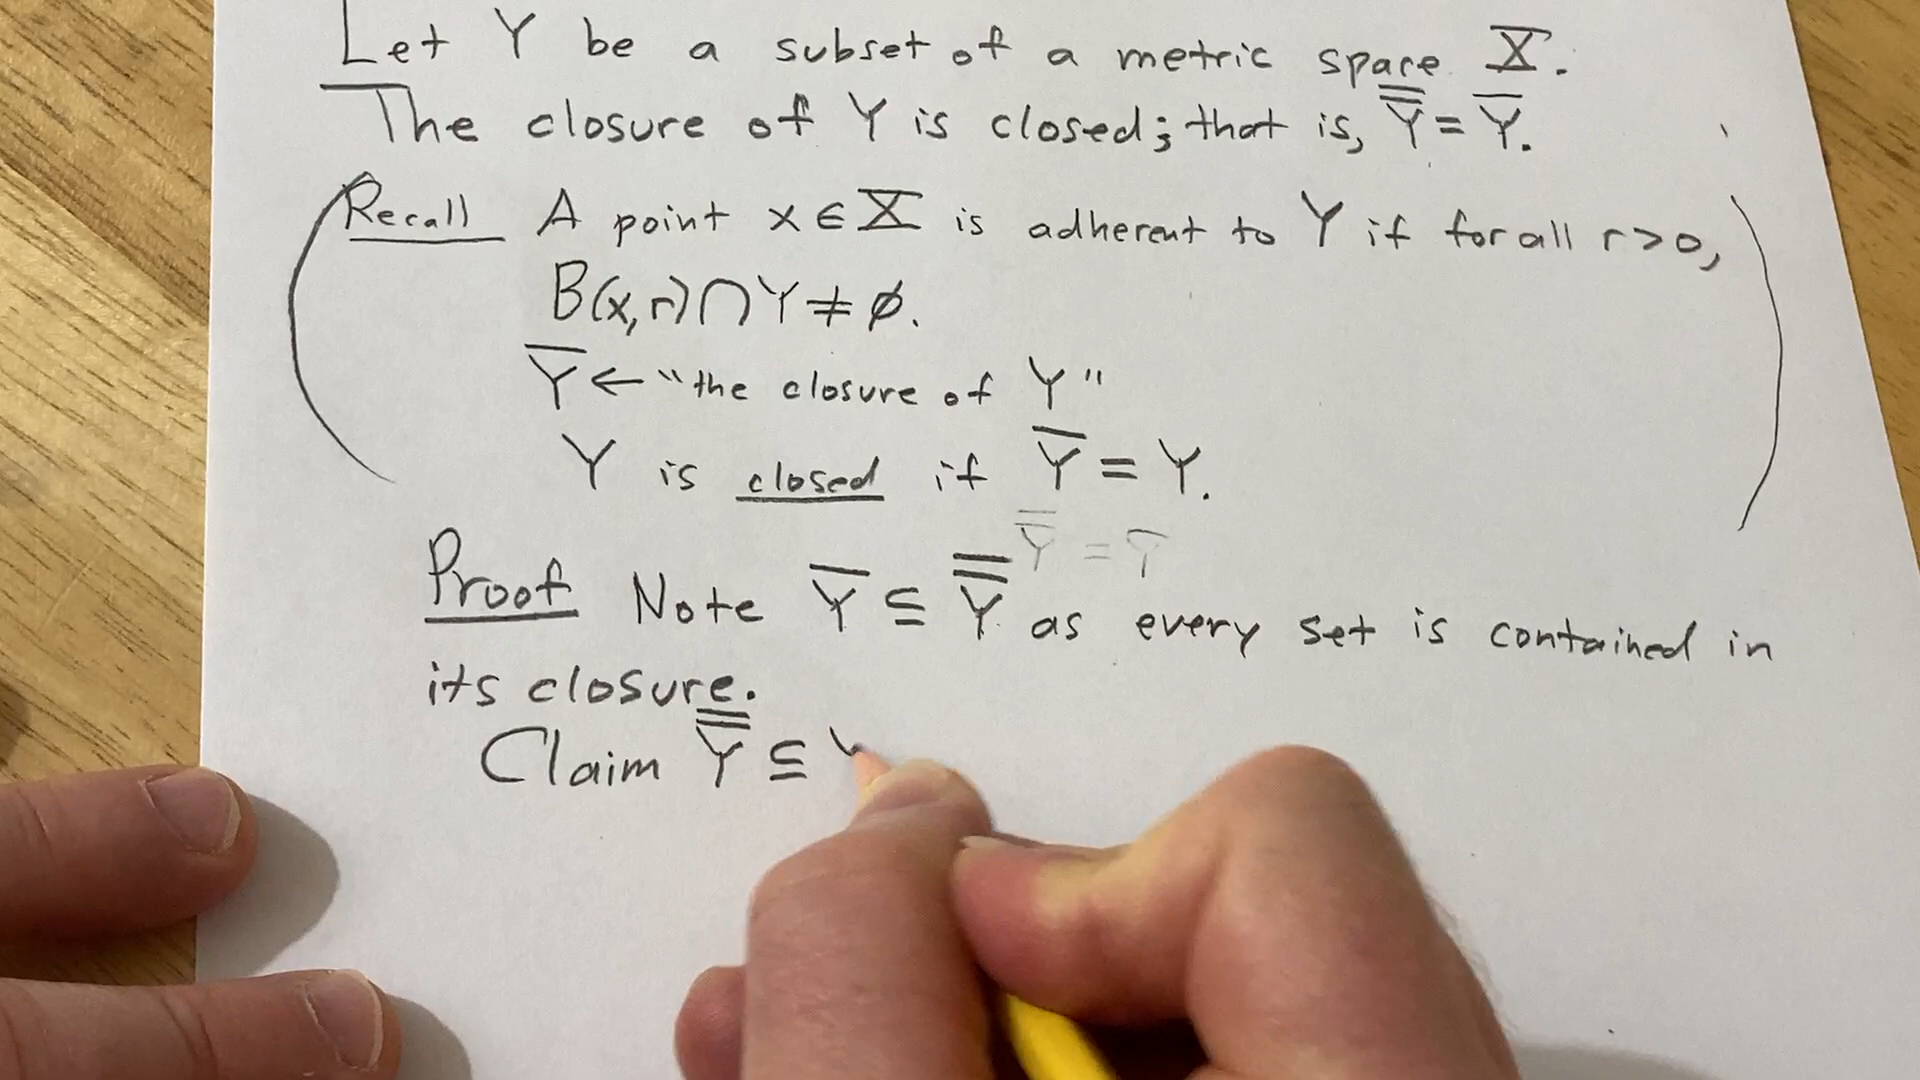 Let Y be a subset of a metric space X.
The closure of Y is closed; that is, Y̿ = Y̅.
Recall A point x ∈ X is adherent to Y if for all r > 0,
B(x, r) ∩ Y ≠ ∅.
Y̅ ← "the closure of Y"
Y is closed if Y̅ = Y.
Y̿ = Y̅
Proof Note Y̅ ⊆ Y̿ as every set is contained in
its closure.
Claim Y̿ ⊆ Y